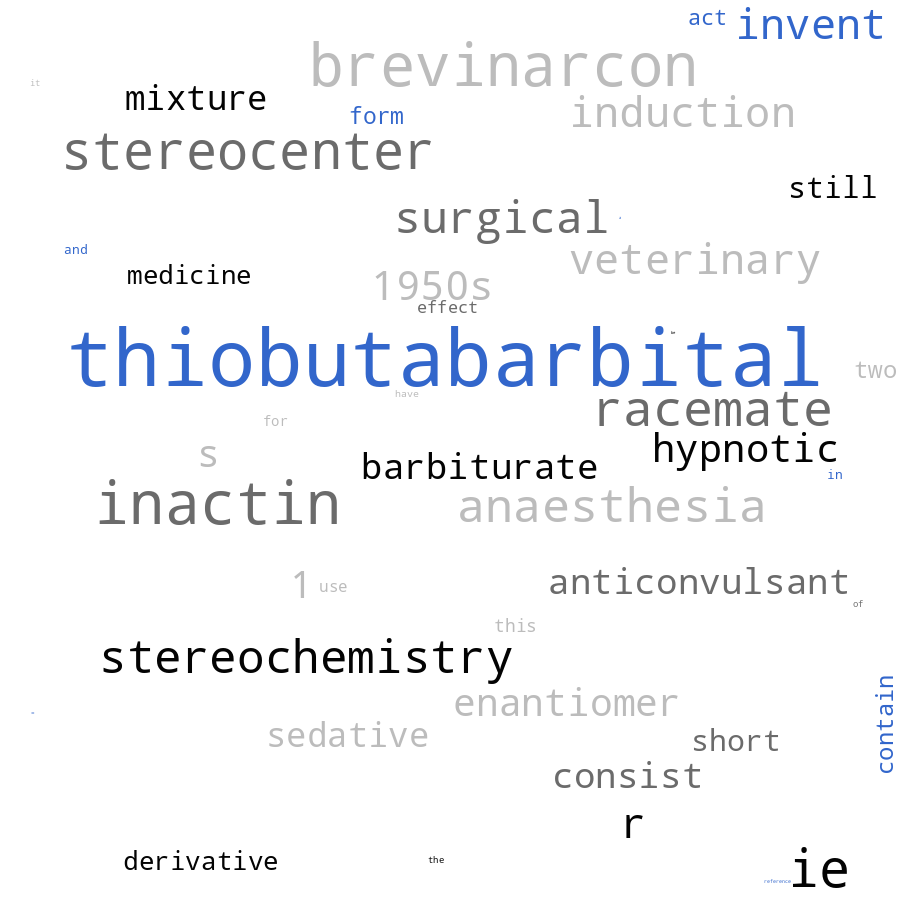 act invent
brevinarcon
it
mixture
induction
form
stereocenter
still
surgical
and
veterinary
medicine
1950s
effect
thiobutabarbital
two
have
racemate
for
hypnotic
s
barbiturate
in
inactin
anaesthesia
1 use
anticonvulsant
of
this
stereochemistry
enantiomer
contain
sedative
short
consist
r
derivative
the
ie
reference